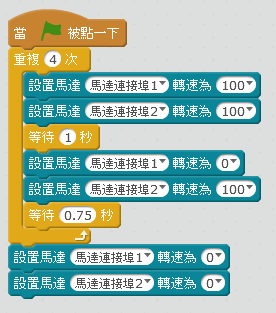 當 被點一下
重複 4 次
設置馬達 馬達連接埠1 轉速為 100
設置馬達 馬達連接埠2 轉速為 100
等待 1 秒
設置馬達 馬達連接埠1 轉速為 0
設置馬達 馬達連接埠2 轉速為 100
等待 0.75 秒
設置馬達 馬達連接埠1 轉速為 0
設置馬達 馬達連接埠2 轉速為 0